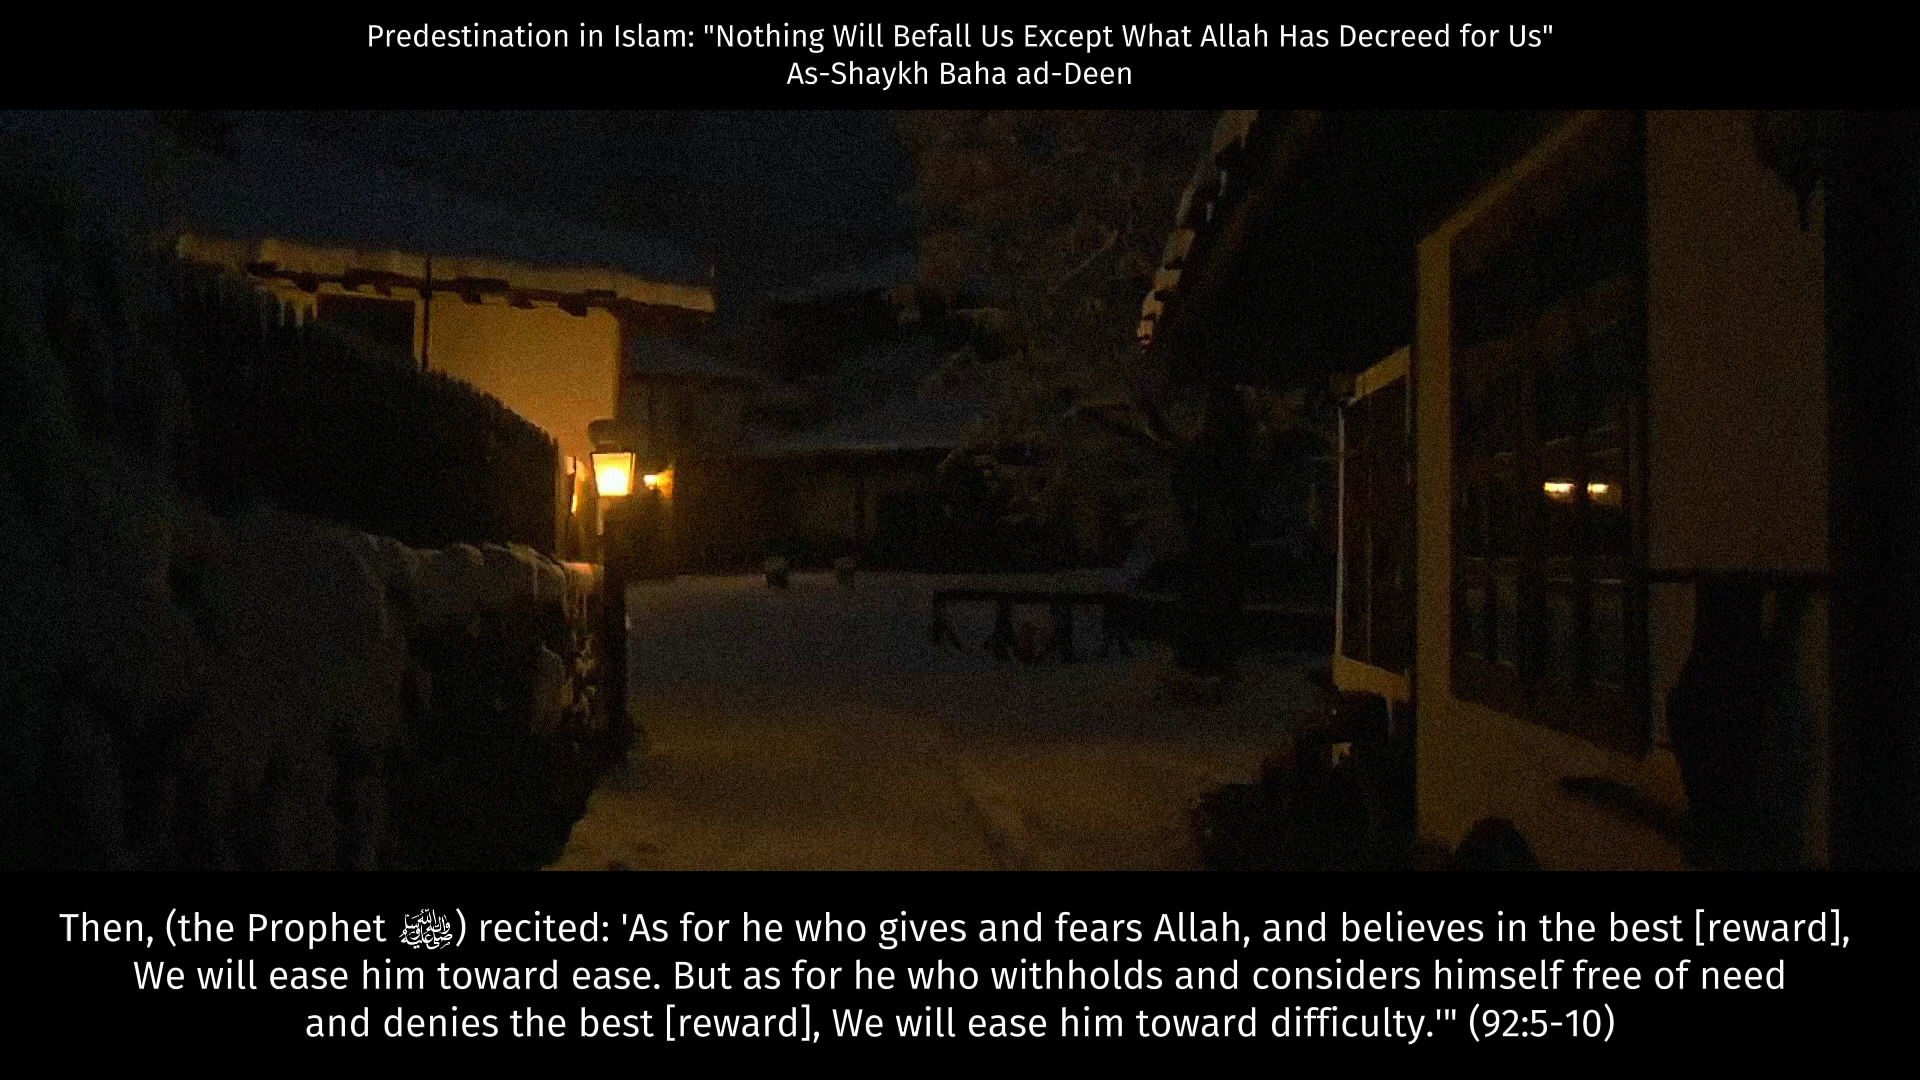 Predestination in Islam: "Nothing Will Befall Us Except What Allah Has Decreed for Us"
As-Shaykh Baha ad-Deen
Then, (the Prophet ﷺ) recited: 'As for he who gives and fears Allah, and believes in the best [reward],
We will ease him toward ease. But as for he who withholds and considers himself free of need
and denies the best [reward], We will ease him toward difficulty.'" (92:5-10)